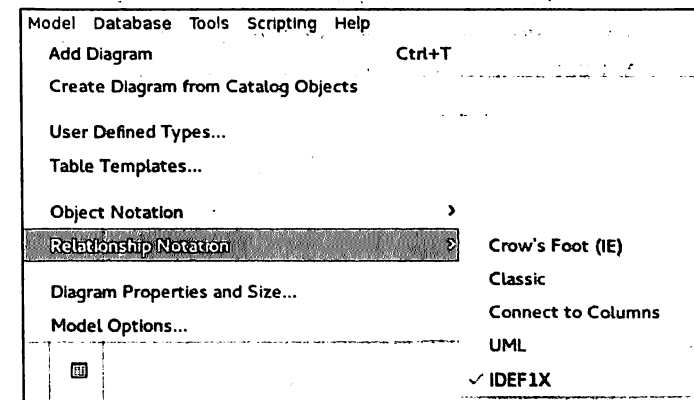 Model Database Tools Scripting Help
Add Diagram Ctrl+T
Create Diagram from Catalog Objects
User Defined Types...
Table Templates...
Object Notation >
Relationship Notation >
Crow's Foot (IE)
Classic
Connect to Columns
UML
✓ IDEF1X
Diagram Properties and Size...
Model Options...